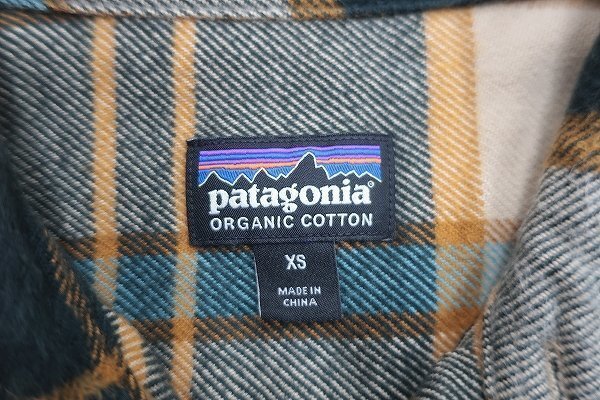 patagonia®
ORGANIC COTTON
XS
MADE IN
CHINA